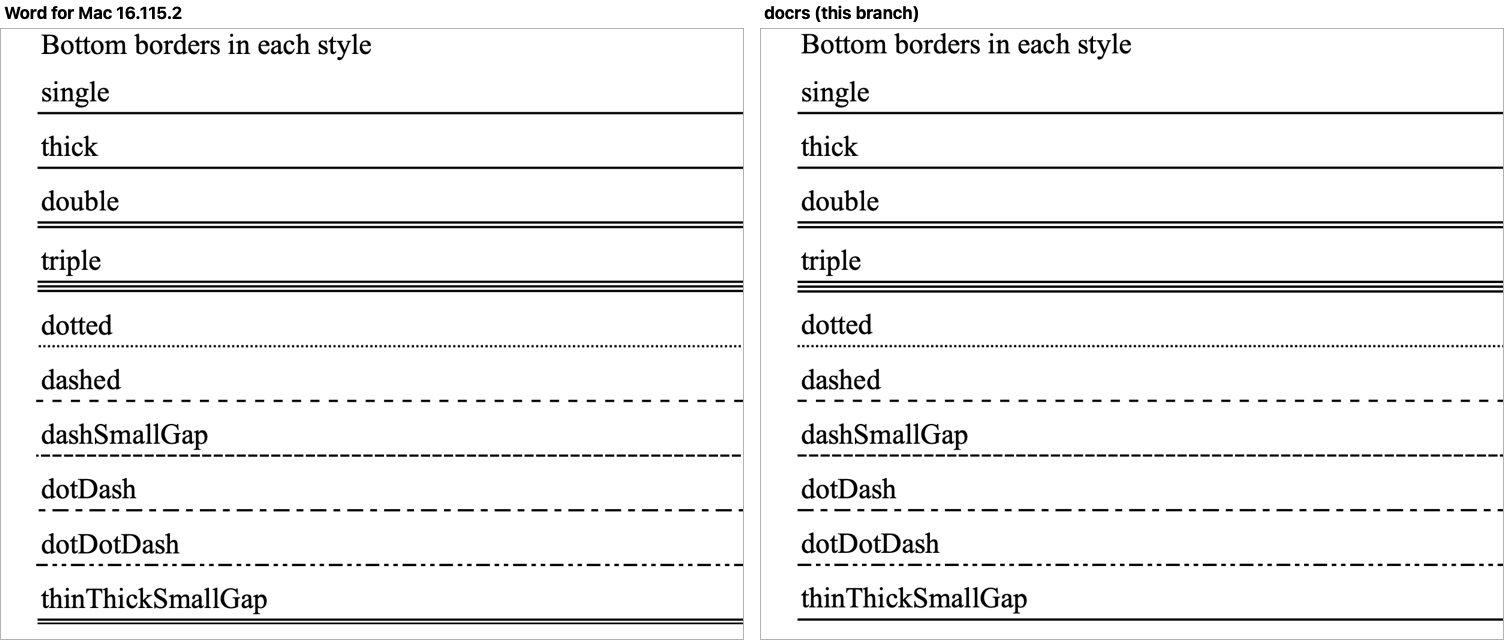 Word for Mac 16.115.2
Bottom borders in each style
single
thick
double
triple
dotted
dashed
dashSmallGap
dotDash
dotDotDash
thinThickSmallGap
docrs (this branch)
Bottom borders in each style
single
thick
double
triple
dotted
dashed
dashSmallGap
dotDash
dotDotDash
thinThickSmallGap